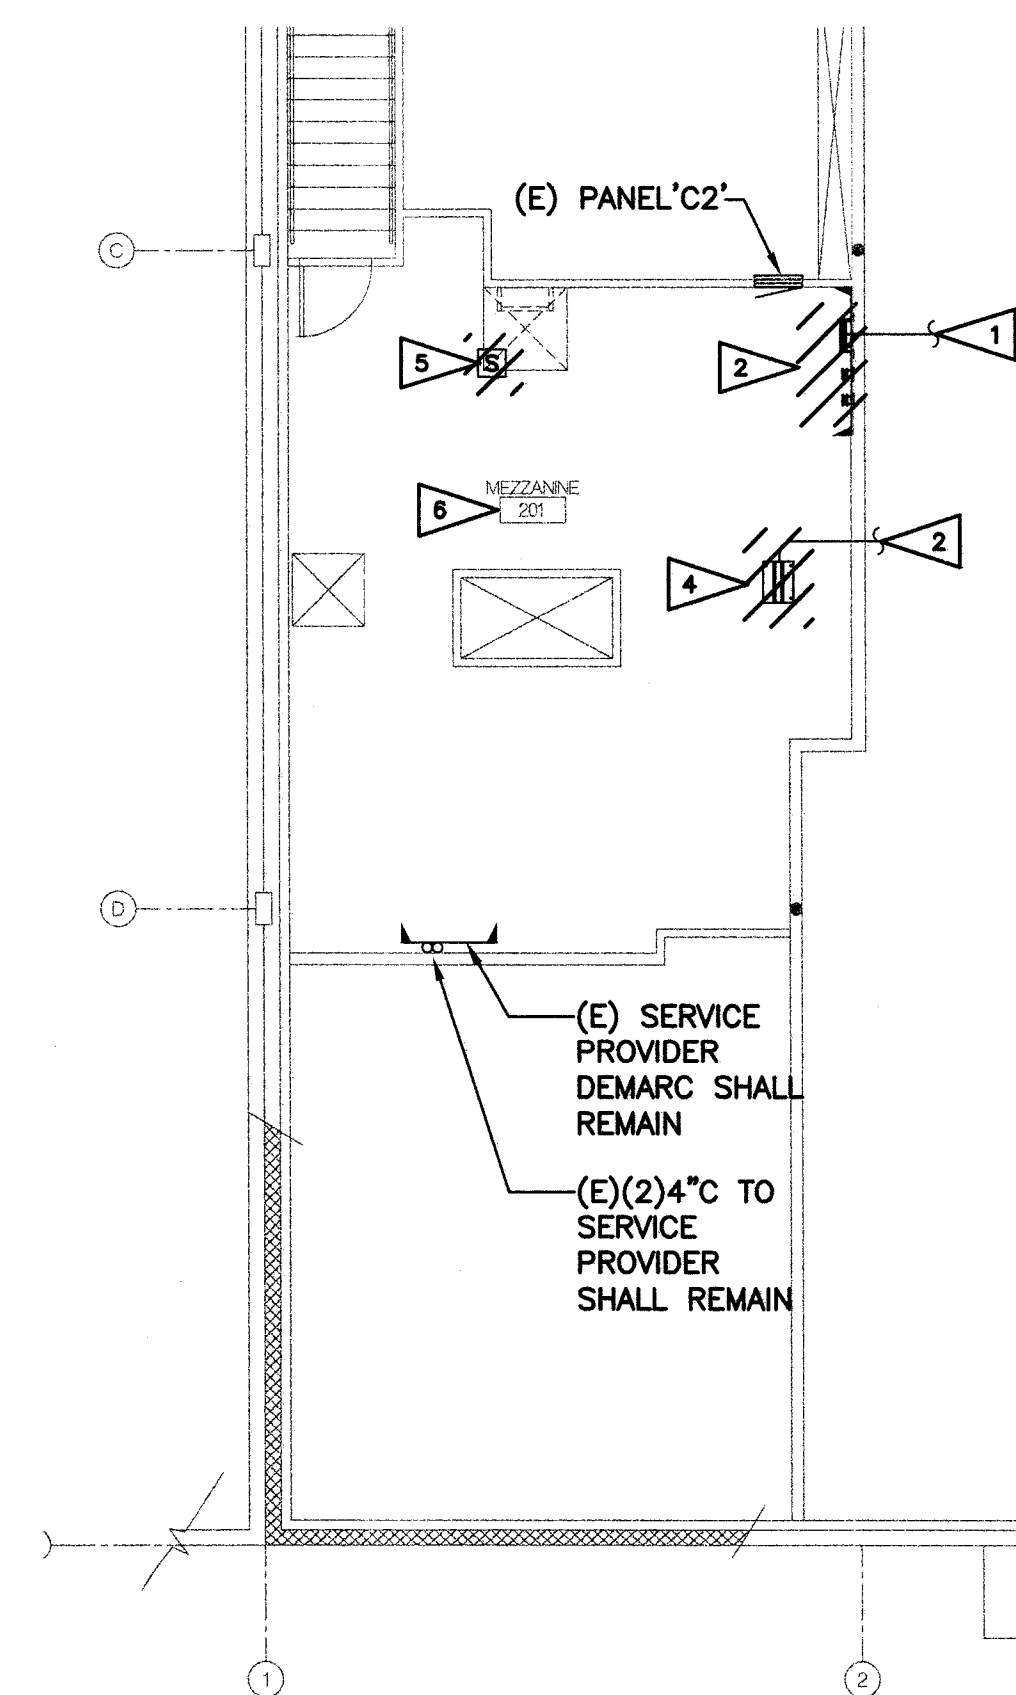 (E) PANEL'C2'
C
1
5
S
2
MEZZANINE
6
201
2
4
D
(E) SERVICE
PROVIDER
DEMARC SHALL
REMAIN
(E)(2)4"C TO
SERVICE
PROVIDER
SHALL REMAIN
1
2